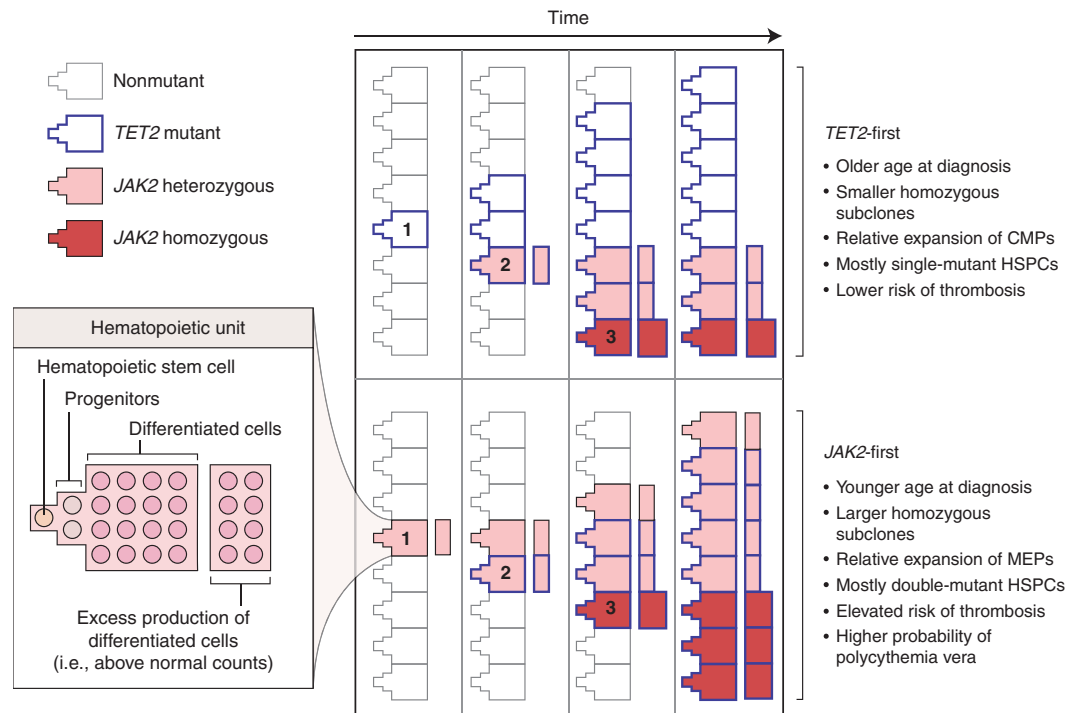 Time
Nonmutant
TET2 mutant
JAK2 heterozygous
JAK2 homozygous
1
2
3
TET2-first
• Older age at diagnosis
• Smaller homozygous
subclones
• Relative expansion of CMPs
• Mostly single-mutant HSPCs
• Lower risk of thrombosis
Hematopoietic unit
Hematopoietic stem cell
Progenitors
Differentiated cells
Excess production of
differentiated cells
(i.e., above normal counts)
1
2
3
JAK2-first
• Younger age at diagnosis
• Larger homozygous
subclones
• Relative expansion of MEPs
• Mostly double-mutant HSPCs
• Elevated risk of thrombosis
• Higher probability of
polycythemia vera